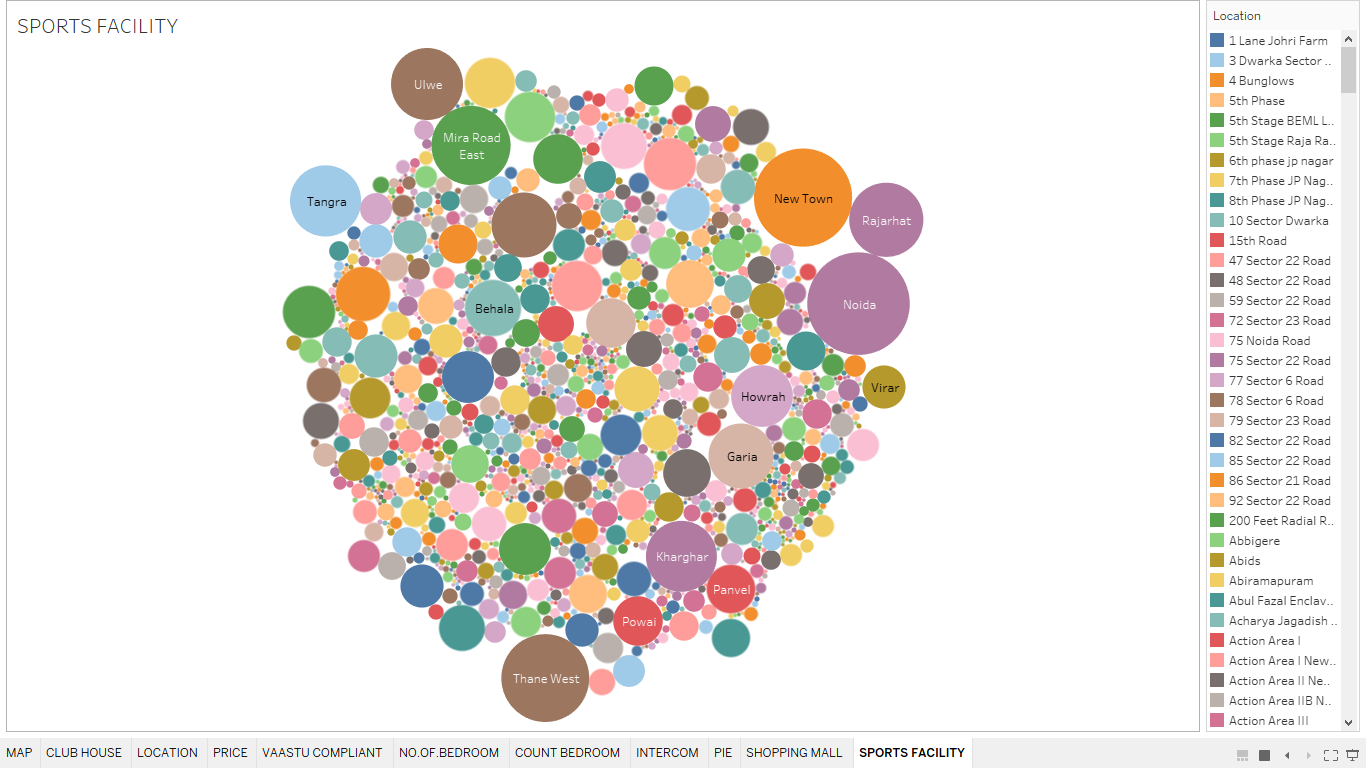 SPORTS FACILITY
Ulwe
Mira Road
East
Tangra
New Town
Rajarhat
Noida
Behala
Virar
Howrah
Garia
Kharghar
Panvel
Powai
Thane West
Location
1 Lane Johri Farm
3 Dwarka Sector ..
4 Bunglows
5th Phase
5th Stage BEML L..
5th Stage Raja Ra..
6th phase jp nagar
7th Phase JP Nag..
8th Phase JP Nag..
10 Sector Dwarka
15th Road
47 Sector 22 Road
48 Sector 22 Road
59 Sector 22 Road
72 Sector 23 Road
75 Noida Road
75 Sector 22 Road
77 Sector 6 Road
78 Sector 6 Road
79 Sector 23 Road
82 Sector 22 Road
85 Sector 22 Road
86 Sector 21 Road
92 Sector 22 Road
200 Feet Radial R..
Abbigere
Abids
Abiramapuram
Abul Fazal Enclav..
Acharya Jagadish ..
Action Area I
Action Area I New..
Action Area II Ne..
Action Area IIB N..
Action Area III
MAP CLUB HOUSE LOCATION PRICE VAASTU COMPLIANT NO.OF.BEDROOM COUNT BEDROOM INTERCOM PIE SHOPPING MALL SPORTS FACILITY